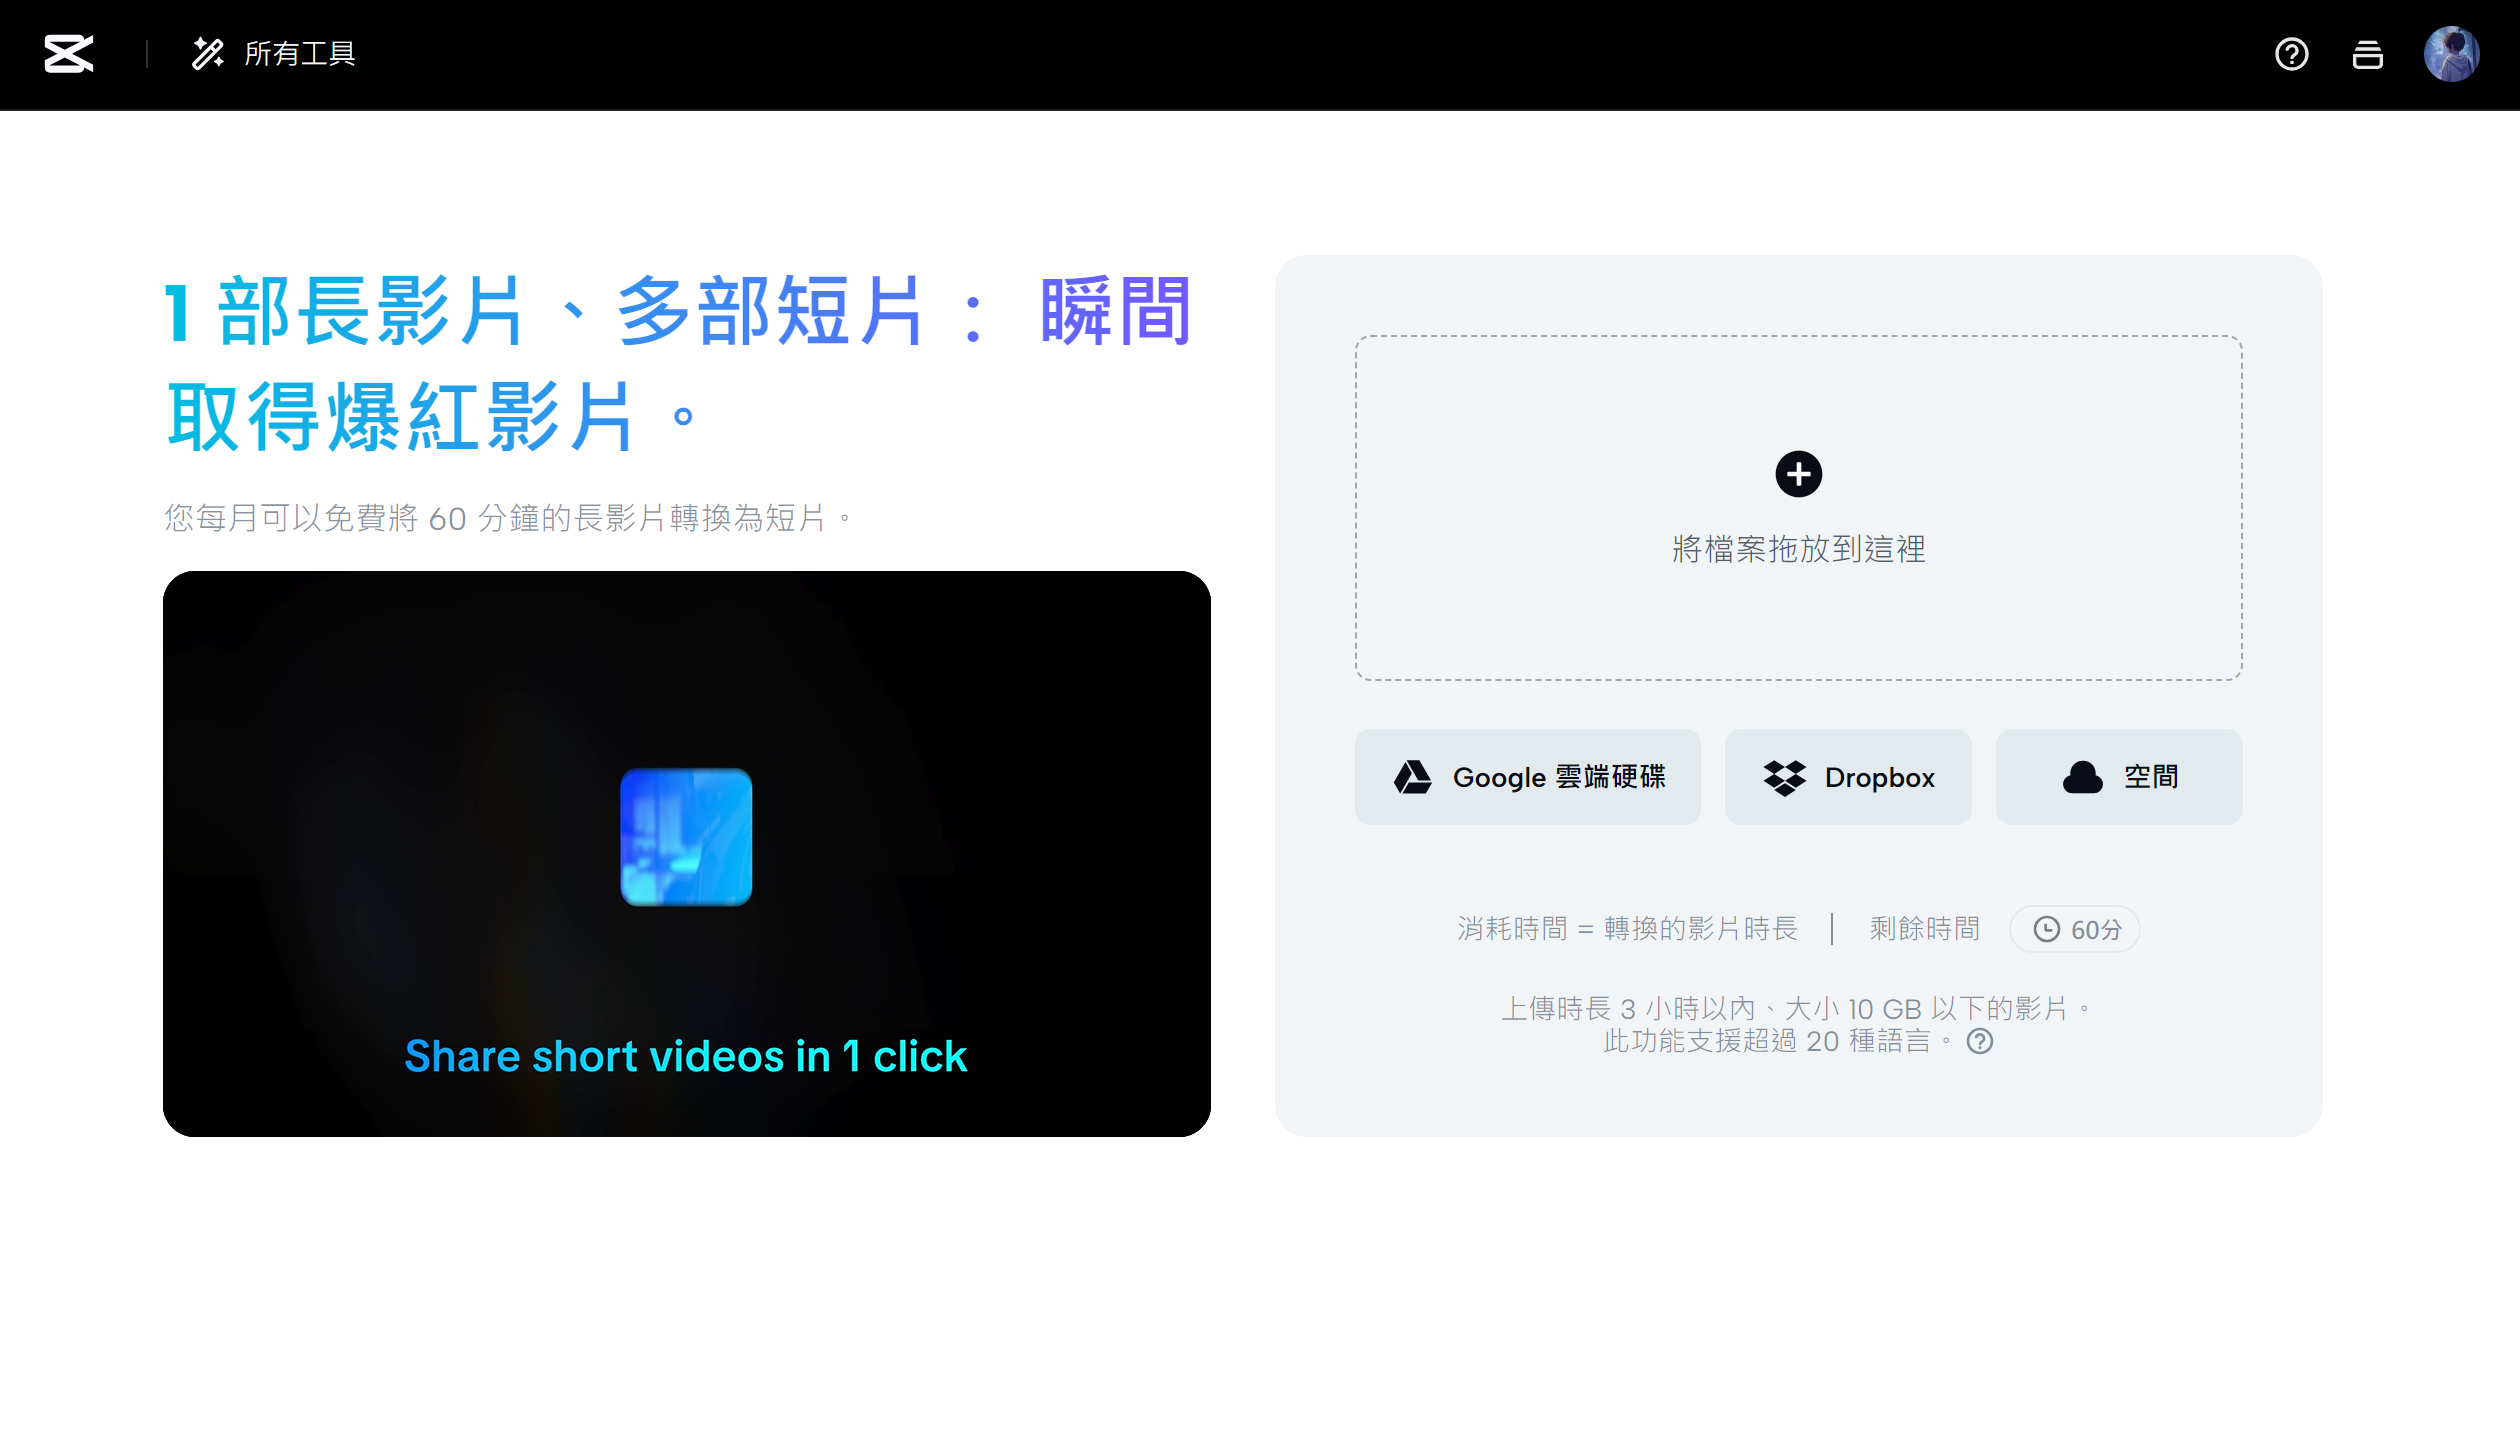 所有工具
1 部長影片、多部短片： 瞬間
取得爆紅影片。
您每月可以免費將 60 分鐘的長影片轉換為短片。
Share short videos in 1 click
將檔案拖放到這裡
Google 雲端硬碟
Dropbox
空間
消耗時間 = 轉換的影片時長
剩餘時間
60分
上傳時長 3 小時以內、大小 10 GB 以下的影片。
此功能支援超過 20 種語言。